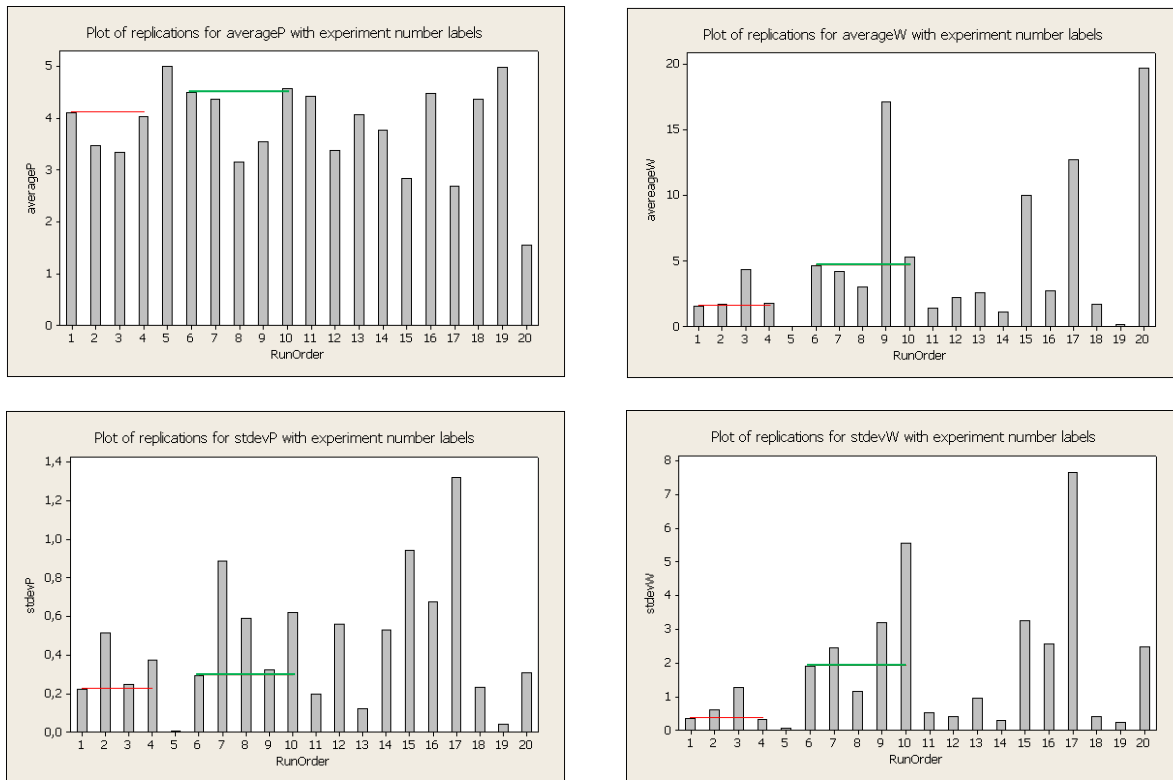 Plot of replications for averageP with experiment number labels
5
4
3
2
1
0
averageP
1 2 3 4 5 6 7 8 9 10 11 12 13 14 15 16 17 18 19 20
RunOrder
Plot of replications for averageW with experiment number labels
20
15
10
5
0
avereageW
1 2 3 4 5 6 7 8 9 10 11 12 13 14 15 16 17 18 19 20
RunOrder
Plot of replications for stdevP with experiment number labels
1,4
1,2
1,0
0,8
0,6
0,4
0,2
0,0
stdevP
1 2 3 4 5 6 7 8 9 10 11 12 13 14 15 16 17 18 19 20
RunOrder
Plot of replications for stdevW with experiment number labels
8
7
6
5
4
3
2
1
0
stdevW
1 2 3 4 5 6 7 8 9 10 11 12 13 14 15 16 17 18 19 20
RunOrder